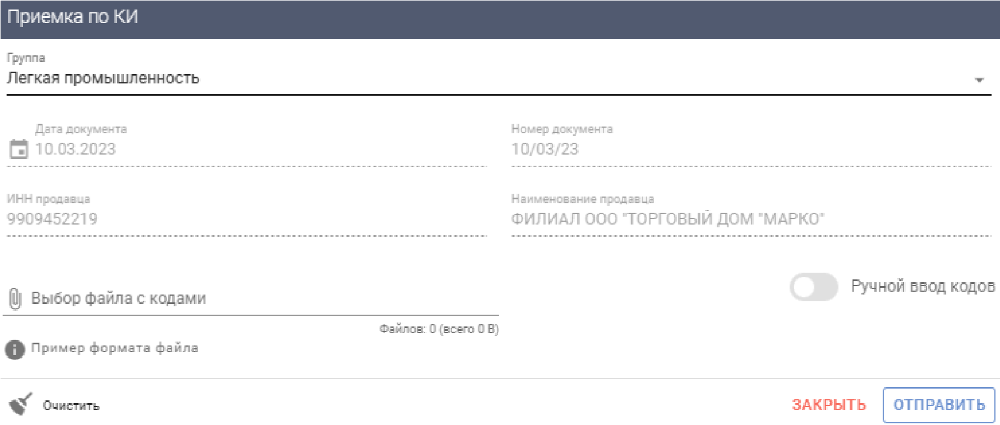 Приемка по КИ
Группа
Легкая промышленность
Дата документа
10.03.2023
Номер документа
10/03/23
ИНН продавца
9909452219
Наименование продавца
ФИЛИАЛ ООО "ТОРГОВЫЙ ДОМ "МАРКО"
Ручной ввод кодов
Выбор файла с кодами
Файлов: 0 (всего 0 B)
Пример формата файла
Очистить
ЗАКРЫТЬ
ОТПРАВИТЬ